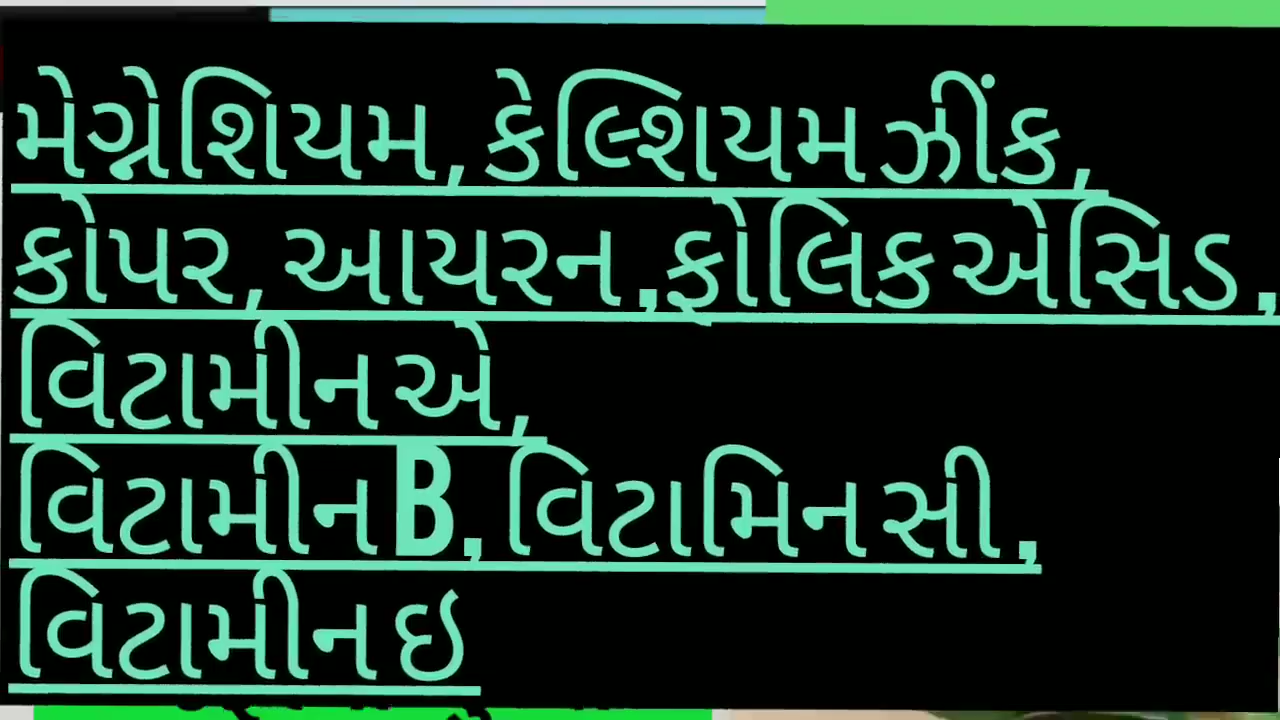 મેગ્નેશિયમ, કેલ્શિયમ ઝીંક,
કોપર, આયરન ,ફોલિક એસિડ ,
વિટામીન એ,
વિટામીન B, વિટામિન સી ,
વિટામીન ઇ